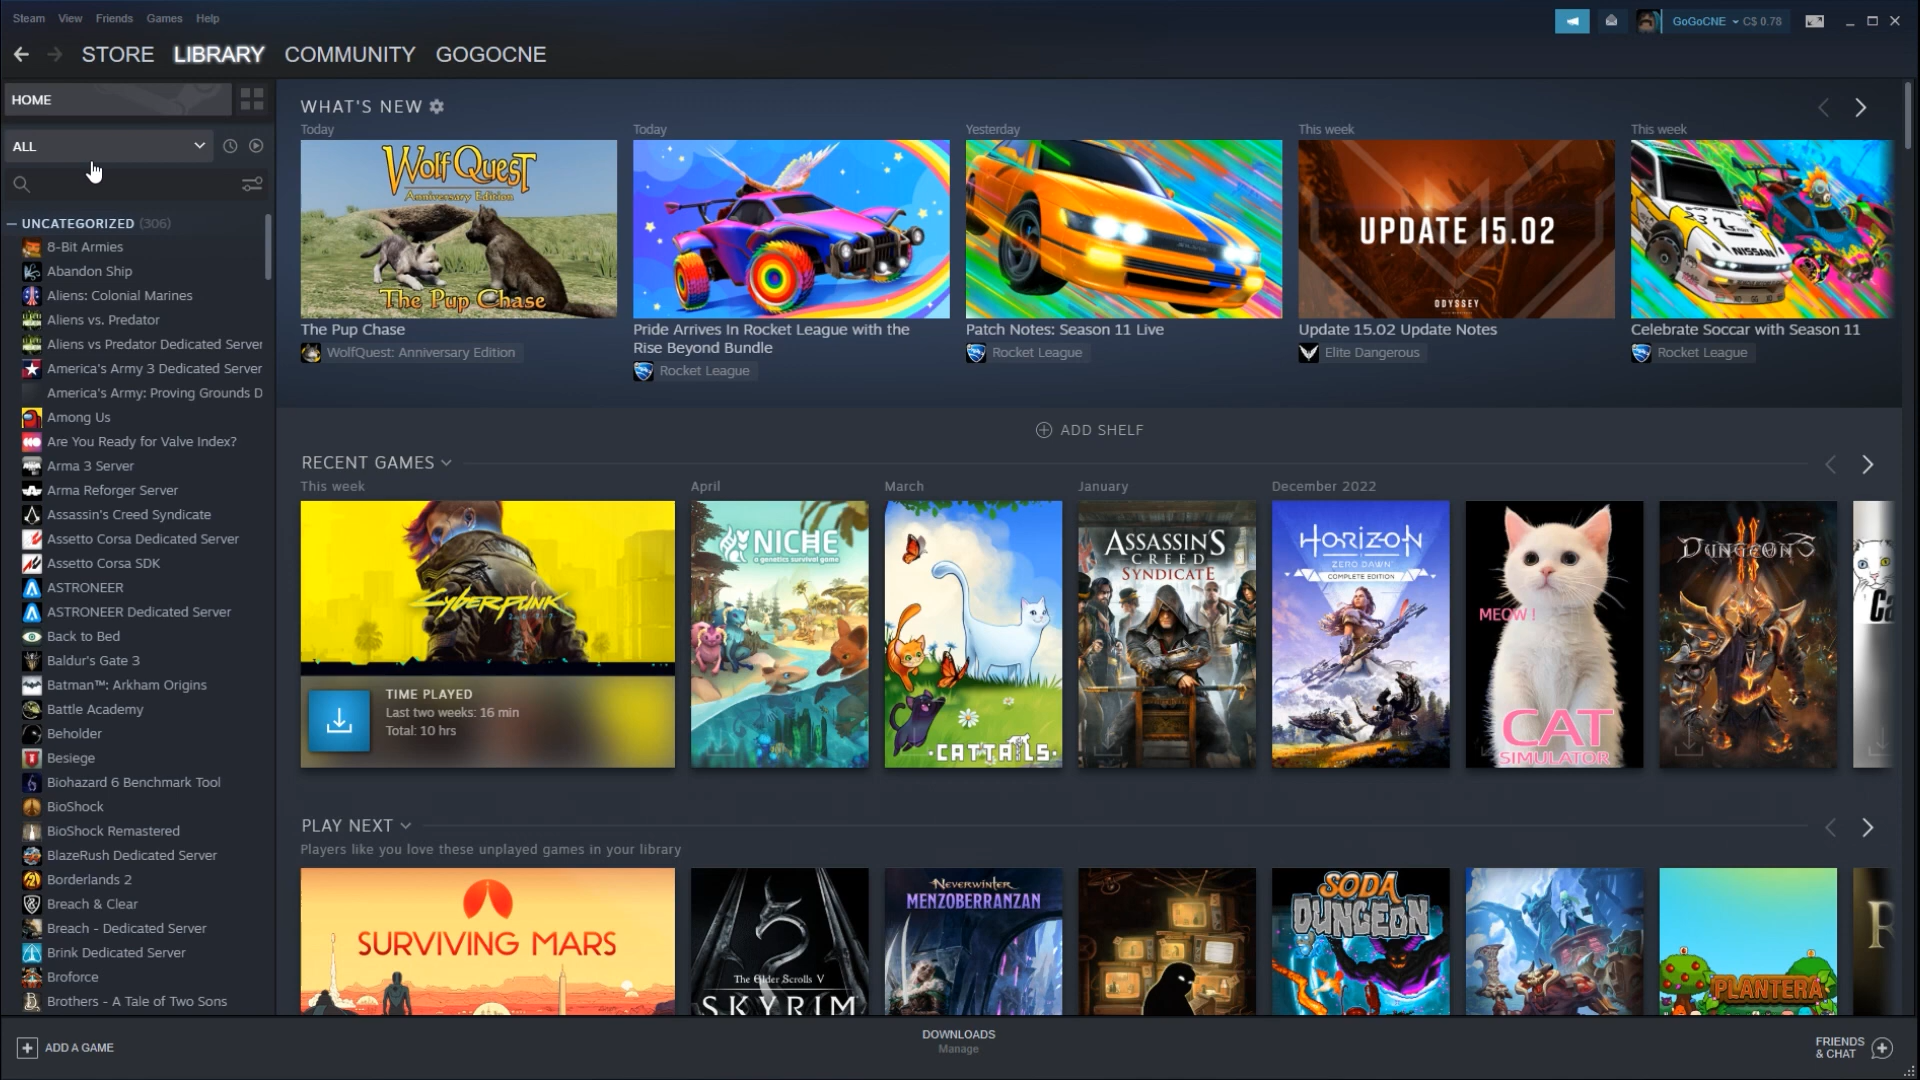 Steam View Friends Games Help
GoGoCNE C$ 0.78
STORE LIBRARY COMMUNITY GOGOCNE
HOME
ALL
UNCATEGORIZED (306)
8-Bit Armies
Abandon Ship
Aliens: Colonial Marines
Aliens vs. Predator
Aliens vs Predator Dedicated Server
America's Army 3 Dedicated Server
America's Army: Proving Grounds D
Among Us
Are You Ready for Valve Index?
Arma 3 Server
Arma Reforger Server
Assassin's Creed Syndicate
Assetto Corsa Dedicated Server
Assetto Corsa SDK
ASTRONEER
ASTRONEER Dedicated Server
Back to Bed
Baldur's Gate 3
Batman™: Arkham Origins
Battle Academy
Beholder
Besiege
Biohazard 6 Benchmark Tool
BioShock
BioShock Remastered
BlazeRush Dedicated Server
Borderlands 2
Breach & Clear
Breach - Dedicated Server
Brink Dedicated Server
Broforce
Brothers - A Tale of Two Sons
WHAT'S NEW
Today
WolfQuest
Anniversary Edition
The Pup Chase
The Pup Chase
WolfQuest: Anniversary Edition
Today
Pride Arrives In Rocket League with the
Rise Beyond Bundle
Rocket League
Yesterday
Patch Notes: Season 11 Live
Rocket League
This week
UPDATE 15.02
ODYSSEY
Update 15.02 Update Notes
Elite Dangerous
This week
23
NISSAN
Celebrate Soccar with Season 11
Rocket League
ADD SHELF
RECENT GAMES
This week
CYBERPUNK
TIME PLAYED
Last two weeks: 16 min
Total: 10 hrs
April
NICHE
a genetics survival game
March
CATTAILS
January
ASSASSIN'S
CREED
SYNDICATE
December 2022
HORIZON
ZERO DAWN
COMPLETE EDITION
MEOW !
CAT
SIMULATOR
DUNGEONS
II
Ca
PLAY NEXT
Players like you love these unplayed games in your library
SURVIVING MARS
The Elder Scrolls V
SKYRIM
NEVERWINTER
MENZOBERRANZAN
SODA
DUNGEON
PLANTERA
R
ADD A GAME
DOWNLOADS
Manage
FRIENDS
& CHAT